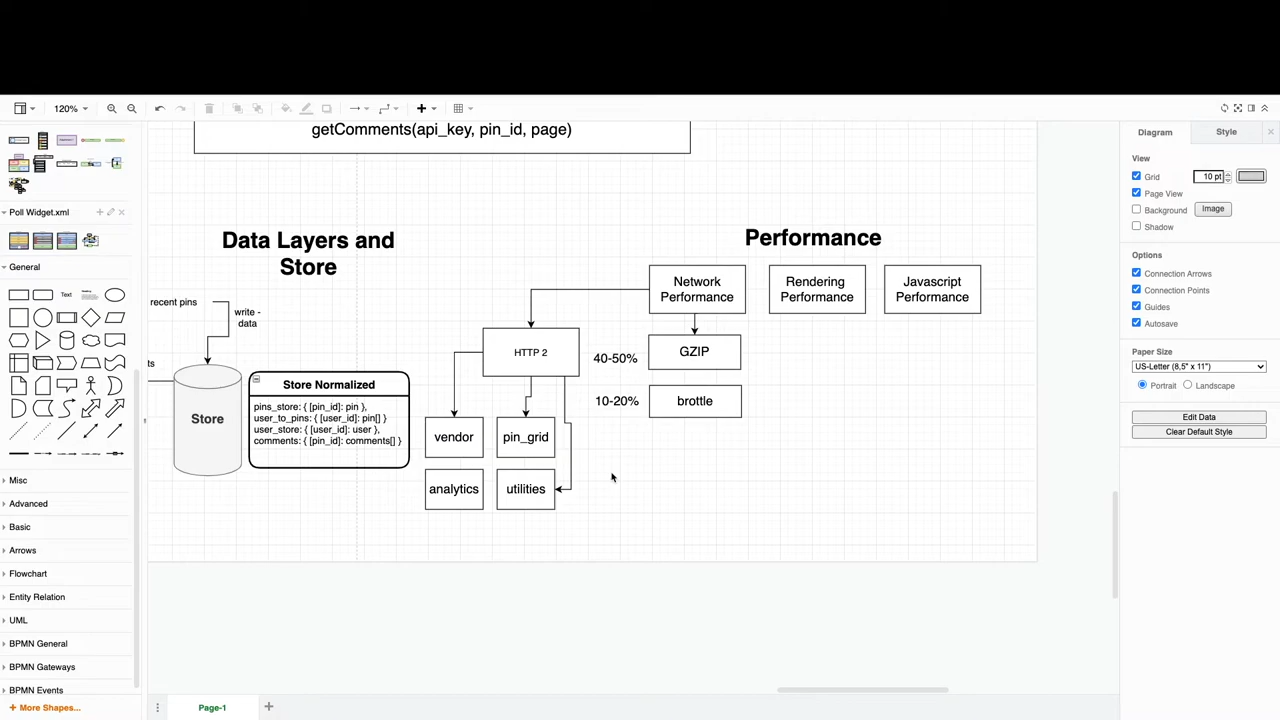 120%
Diagram
Style
View
Grid
10 pt
Page View
Background
Image
Shadow
Options
Connection Arrows
Connection Points
Guides
Autosave
Paper Size
US-Letter (8,5" x 11")
Portrait
Landscape
Edit Data
Clear Default Style
Poll Widget.xml
General
Text
Misc
Advanced
Basic
Arrows
Flowchart
Entity Relation
UML
BPMN General
BPMN Gateways
BPMN Events
More Shapes...
Page-1
getComments(api_key, pin_id, page)
Data Layers and
Store
recent pins
write -
data
ts
Store
Store Normalized
pins_store: { [pin_id]: pin },
user_to_pins: { [user_id]: pin[] }
user_store: { [user_id]: user },
comments: { [pin_id]: comments[] }
Performance
Network
Performance
Rendering
Performance
Javascript
Performance
HTTP 2
40-50%
GZIP
10-20%
brottle
vendor
pin_grid
analytics
utilities